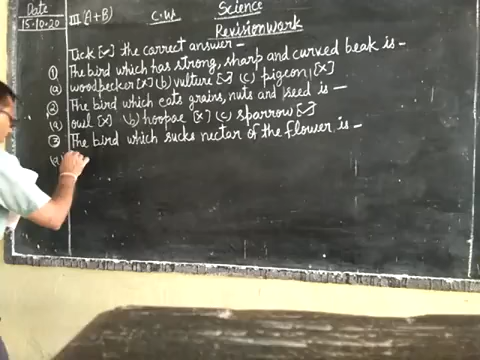 Date III (A+B) C.W Science
15.10.20 Revision work
Tick [✓] the correct answer –
① The bird which has strong, sharp and curved beak is –
(a) woodpecker [x] (b) vulture [✓] (c) pigeon [x]
② The bird which eats grains, nuts and seed is –
(a) owl [x] (b) hoopae [x] (c) sparrow [✓]
③ The bird which sucks nectar of the flower is –
(a)